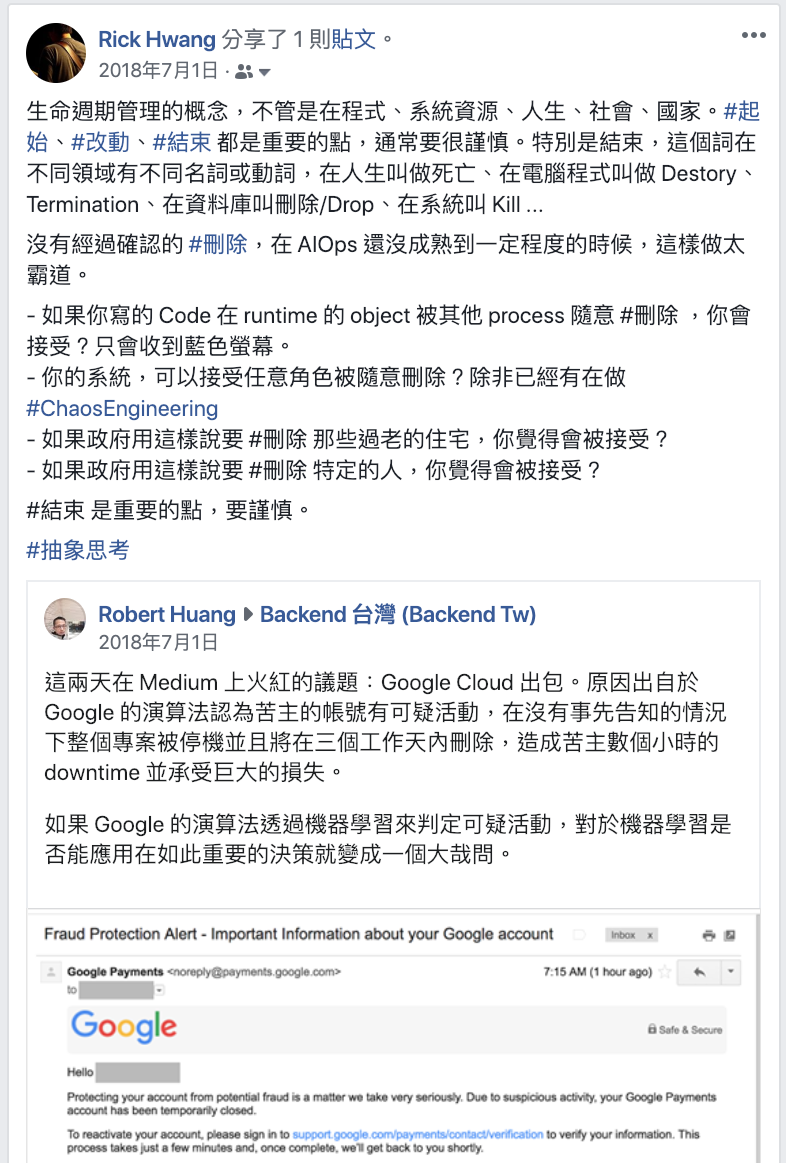 Rick Hwang 分享了 1 則貼文。
2018年7月1日 ·
生命週期管理的概念，不管是在程式、系統資源、人生、社會、國家。#起
始、#改動、#結束 都是重要的點，通常要很謹慎。特別是結束，這個詞在
不同領域有不同名詞或動詞，在人生叫做死亡、在電腦程式叫做 Destory、
Termination、在資料庫叫刪除/Drop、在系統叫 Kill ...
沒有經過確認的 #刪除，在 AIOps 還沒成熟到一定程度的時候，這樣做太
霸道。
- 如果你寫的 Code 在 runtime 的 object 被其他 process 隨意 #刪除 ，你會
接受？只會收到藍色螢幕。
- 你的系統，可以接受任意角色被隨意刪除？除非已經有在做
#ChaosEngineering
- 如果政府用這樣說要 #刪除 那些過老的住宅，你覺得會被接受？
- 如果政府用這樣說要 #刪除 特定的人，你覺得會被接受？
#結束 是重要的點，要謹慎。
#抽象思考
Robert Huang ▶ Backend 台灣 (Backend Tw)
2018年7月1日
這兩天在 Medium 上火紅的議題：Google Cloud 出包。原因出自於
Google 的演算法認為苦主的帳號有可疑活動，在沒有事先告知的情況
下整個專案被停機並且將在三個工作天內刪除，造成苦主數個小時的
downtime 並承受巨大的損失。
如果 Google 的演算法透過機器學習來判定可疑活動，對於機器學習是
否能應用在如此重要的決策就變成一個大哉問。
Fraud Protection Alert - Important Information about your Google account Inbox x
Google Payments <noreply@payments.google.com> 7:15 AM (1 hour ago)
to
Google Safe & Secure
Hello
Protecting your account from potential fraud is a matter we take very seriously. Due to suspicious activity, your Google Payments
account has been temporarily closed.
To reactivate your account, please sign in to support.google.com/payments/contact/verification to verify your information. This
process takes just a few minutes and, once complete, we'll get back to you shortly.